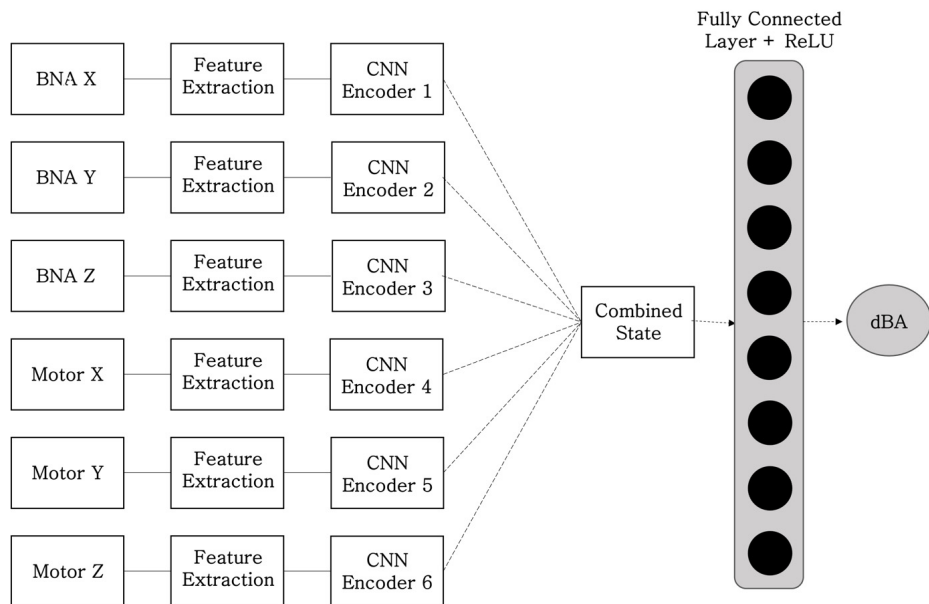 Fully Connected
Layer + ReLU
BNA X
Feature
Extraction
CNN
Encoder 1
BNA Y
Feature
Extraction
CNN
Encoder 2
BNA Z
Feature
Extraction
CNN
Encoder 3
Combined
State
dBA
Motor X
Feature
Extraction
CNN
Encoder 4
Motor Y
Feature
Extraction
CNN
Encoder 5
Motor Z
Feature
Extraction
CNN
Encoder 6